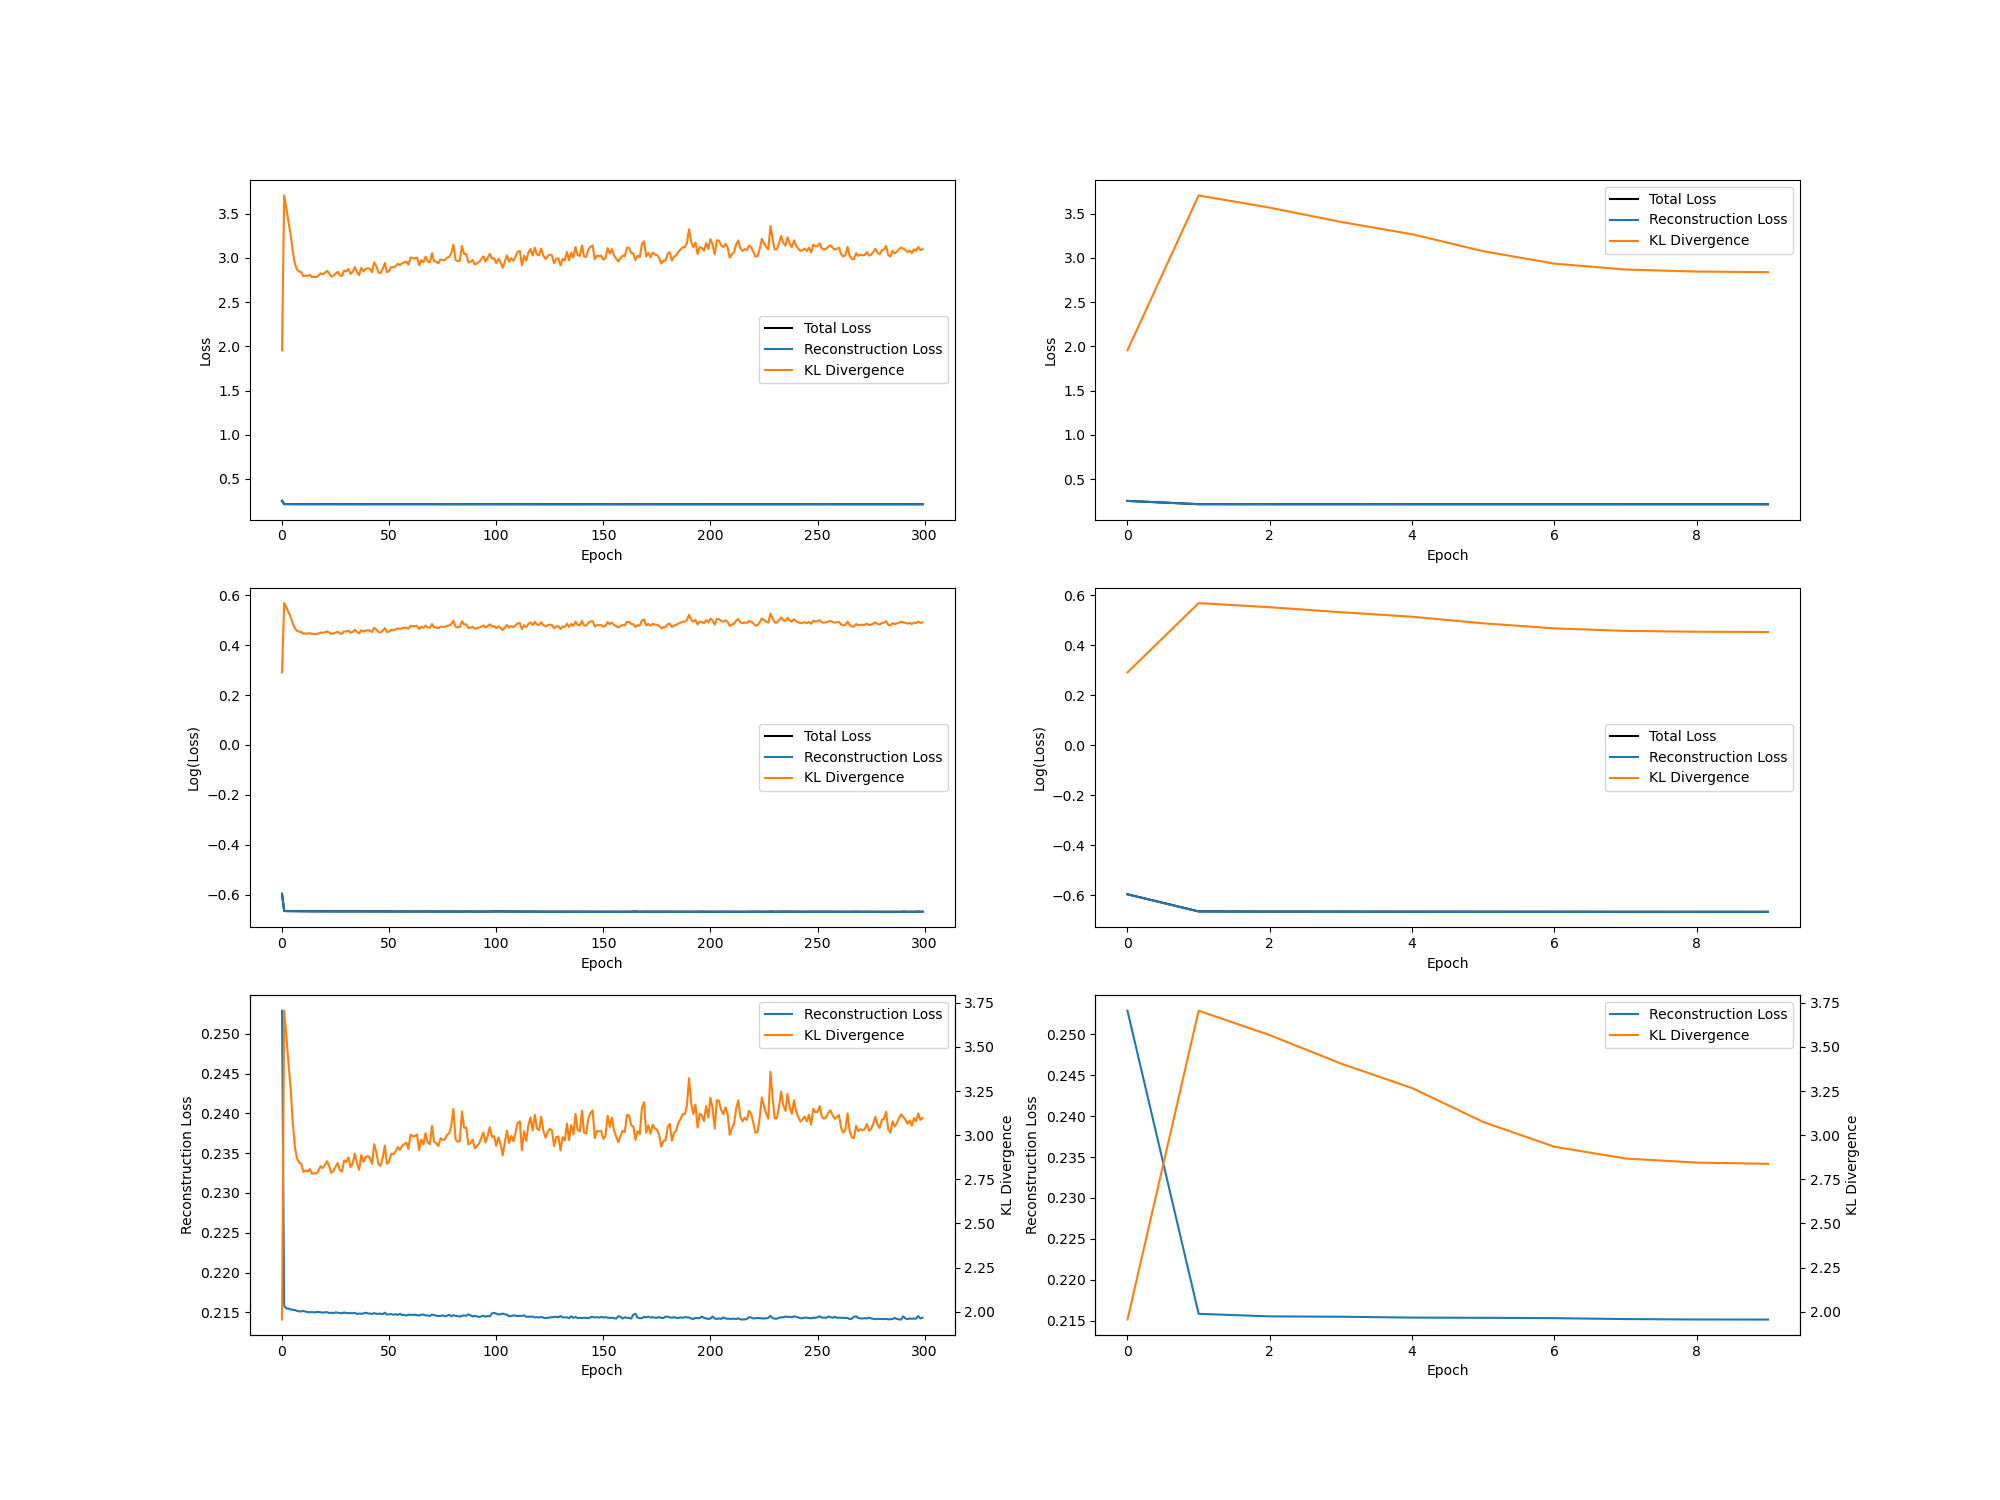 3.5
3.0
2.5
2.0
1.5
1.0
0.5
Loss
Total Loss
Reconstruction Loss
KL Divergence
0 50 100 150 200 250 300
Epoch
3.5
3.0
2.5
2.0
1.5
1.0
0.5
Loss
Total Loss
Reconstruction Loss
KL Divergence
0 2 4 6 8
Epoch
0.6
0.4
0.2
0.0
−0.2
−0.4
−0.6
Log(Loss)
Total Loss
Reconstruction Loss
KL Divergence
0 50 100 150 200 250 300
Epoch
0.6
0.4
0.2
0.0
−0.2
−0.4
−0.6
Log(Loss)
Total Loss
Reconstruction Loss
KL Divergence
0 2 4 6 8
Epoch
0.250
0.245
0.240
0.235
0.230
0.225
0.220
0.215
Reconstruction Loss
Reconstruction Loss
KL Divergence
3.75
3.50
3.25
3.00
2.75
2.50
2.25
2.00
KL Divergence
0 50 100 150 200 250 300
Epoch
0.250
0.245
0.240
0.235
0.230
0.225
0.220
0.215
Reconstruction Loss
Reconstruction Loss
KL Divergence
3.75
3.50
3.25
3.00
2.75
2.50
2.25
2.00
KL Divergence
0 2 4 6 8
Epoch